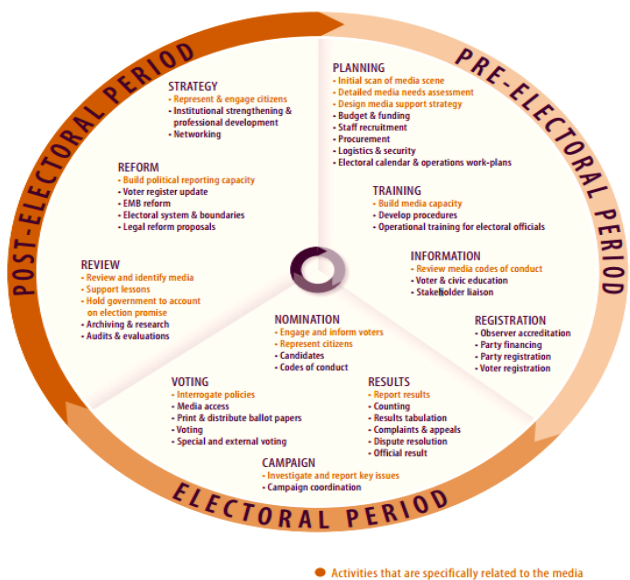 PRE-ELECTORAL PERIOD
PLANNING
• Initial scan of media scene
• Detailed media needs assessment
• Design media support strategy
• Budget & funding
• Staff recruitment
• Procurement
• Logistics & security
• Electoral calendar & operations work-plans
TRAINING
• Build media capacity
• Develop procedures
• Operational training for electoral officials
INFORMATION
• Review media codes of conduct
• Voter & civic education
• Stakeholder liaison
REGISTRATION
• Observer accreditation
• Party financing
• Party registration
• Voter registration
ELECTORAL PERIOD
NOMINATION
• Engage and inform voters
• Represent citizens
• Candidates
• Codes of conduct
VOTING
• Interrogate policies
• Media access
• Print & distribute ballot papers
• Voting
• Special and external voting
RESULTS
• Report results
• Counting
• Results tabulation
• Complaints & appeals
• Dispute resolution
• Official result
CAMPAIGN
• Investigate and report key issues
• Campaign coordination
POST-ELECTORAL PERIOD
STRATEGY
• Represent & engage citizens
• Institutional strengthening &
professional development
• Networking
REFORM
• Build political reporting capacity
• Voter register update
• EMB reform
• Electoral system & boundaries
• Legal reform proposals
REVIEW
• Review and identify media
• Support lessons
• Hold government to account
on election promise
• Archiving & research
• Audits & evaluations
Activities that are specifically related to the media